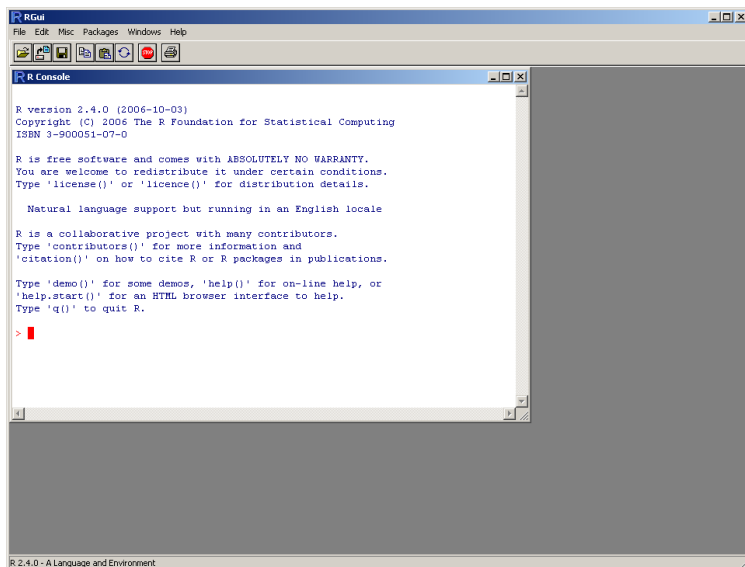 RGui
File Edit Misc Packages Windows Help
STOP
R Console
R version 2.4.0 (2006-10-03)
Copyright (C) 2006 The R Foundation for Statistical Computing
ISBN 3-900051-07-0
R is free software and comes with ABSOLUTELY NO WARRANTY.
You are welcome to redistribute it under certain conditions.
Type 'license()' or 'licence()' for distribution details.
Natural language support but running in an English locale
R is a collaborative project with many contributors.
Type 'contributors()' for more information and
'citation()' on how to cite R or R packages in publications.
Type 'demo()' for some demos, 'help()' for on-line help, or
'help.start()' for an HTML browser interface to help.
Type 'q()' to quit R.
>
R 2.4.0 - A Language and Environment